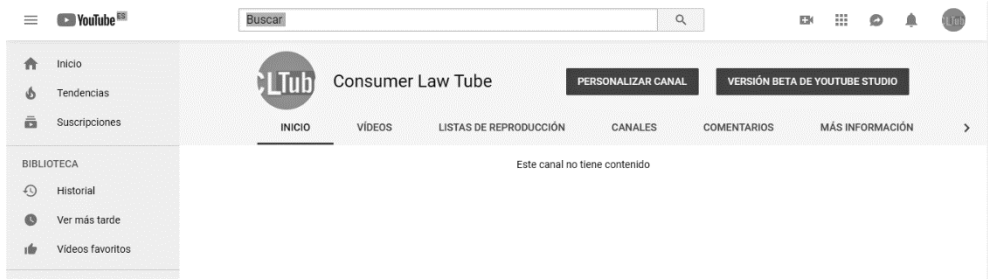 YouTube ES
Buscar
CLTub
Inicio
Tendencias
Suscripciones
BIBLIOTECA
Historial
Ver más tarde
Vídeos favoritos
CLTub
Consumer Law Tube
PERSONALIZAR CANAL
VERSIÓN BETA DE YOUTUBE STUDIO
INICIO VÍDEOS LISTAS DE REPRODUCCIÓN CANALES COMENTARIOS MÁS INFORMACIÓN
Este canal no tiene contenido